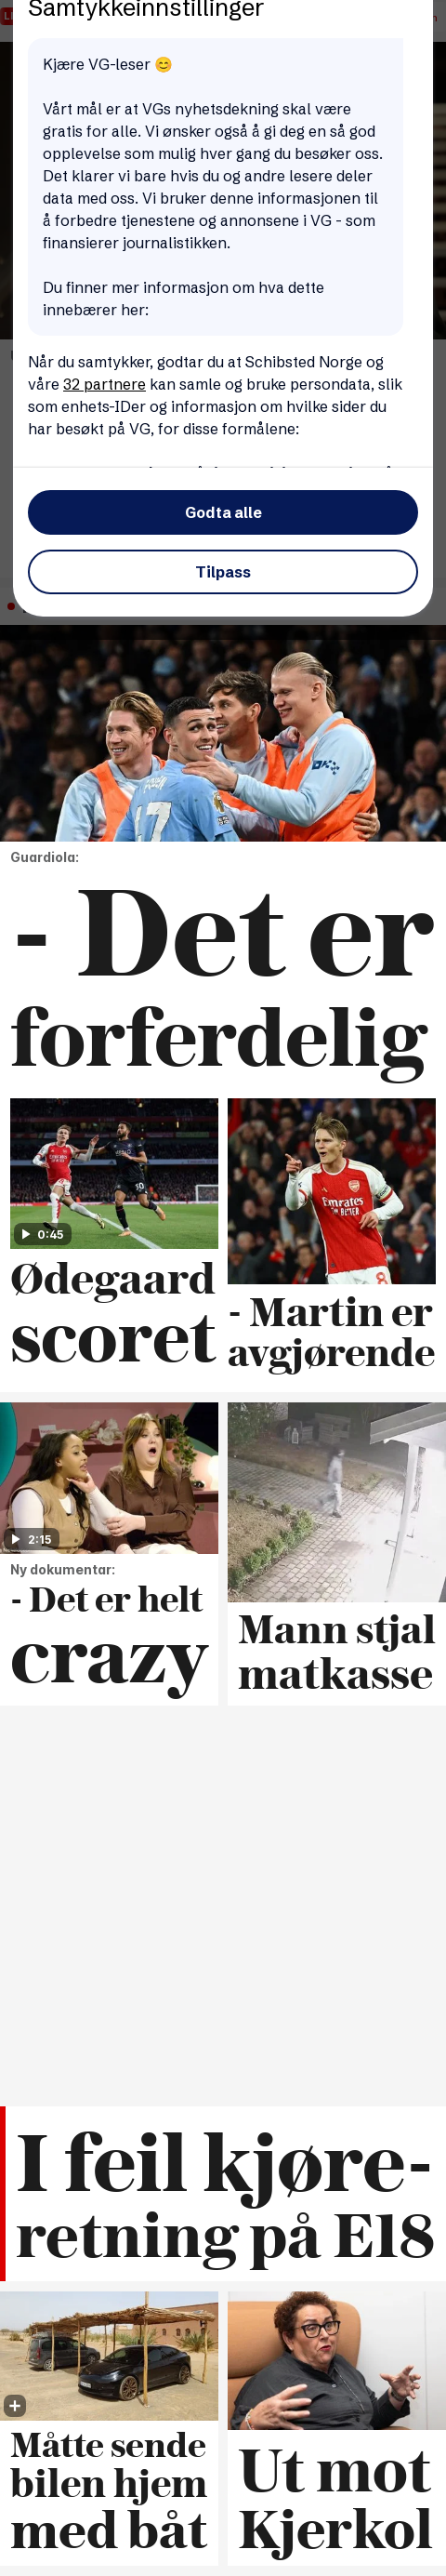 Samtykkeinnstillinger
Kjære VG-leser 😊
Vårt mål er at VGs nyhetsdekning skal være
gratis for alle. Vi ønsker også å gi deg en så god
opplevelse som mulig hver gang du besøker oss.
Det klarer vi bare hvis du og andre lesere deler
data med oss. Vi bruker denne informasjonen til
å forbedre tjenestene og annonsene i VG - som
finansierer journalistikken.
Du finner mer informasjon om hva dette
innebærer her:
Når du samtykker, godtar du at Schibsted Norge og
våre 32 partnere kan samle og bruke persondata, slik
som enhets-IDer og informasjon om hvilke sider du
har besøkt på VG, for disse formålene:
Godta alle
Tilpass
Guardiola:
- Det er
forferdelig
0:45
Ødegaard
scoret
- Martin er
avgjørende
2:15
Ny dokumentar:
- Det er helt
crazy
Mann stjal
matkasse
I feil kjøre-
retning på E18
Måtte sende
bilen hjem
med båt
Ut mot
Kjerkol